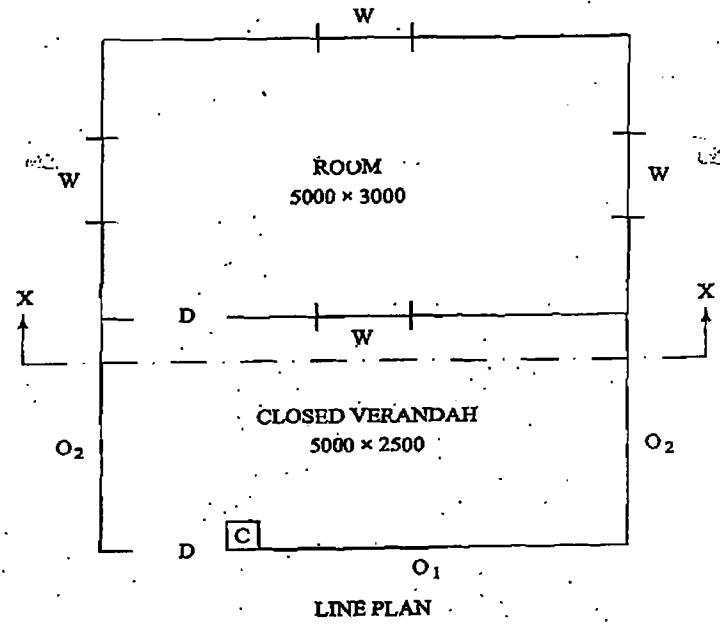 W
ROOM
5000 × 3000
W
W
X
X
D
W
CLOSED VERANDAH
5000 × 2500
O₂
O₂
D
C
O₁
LINE PLAN